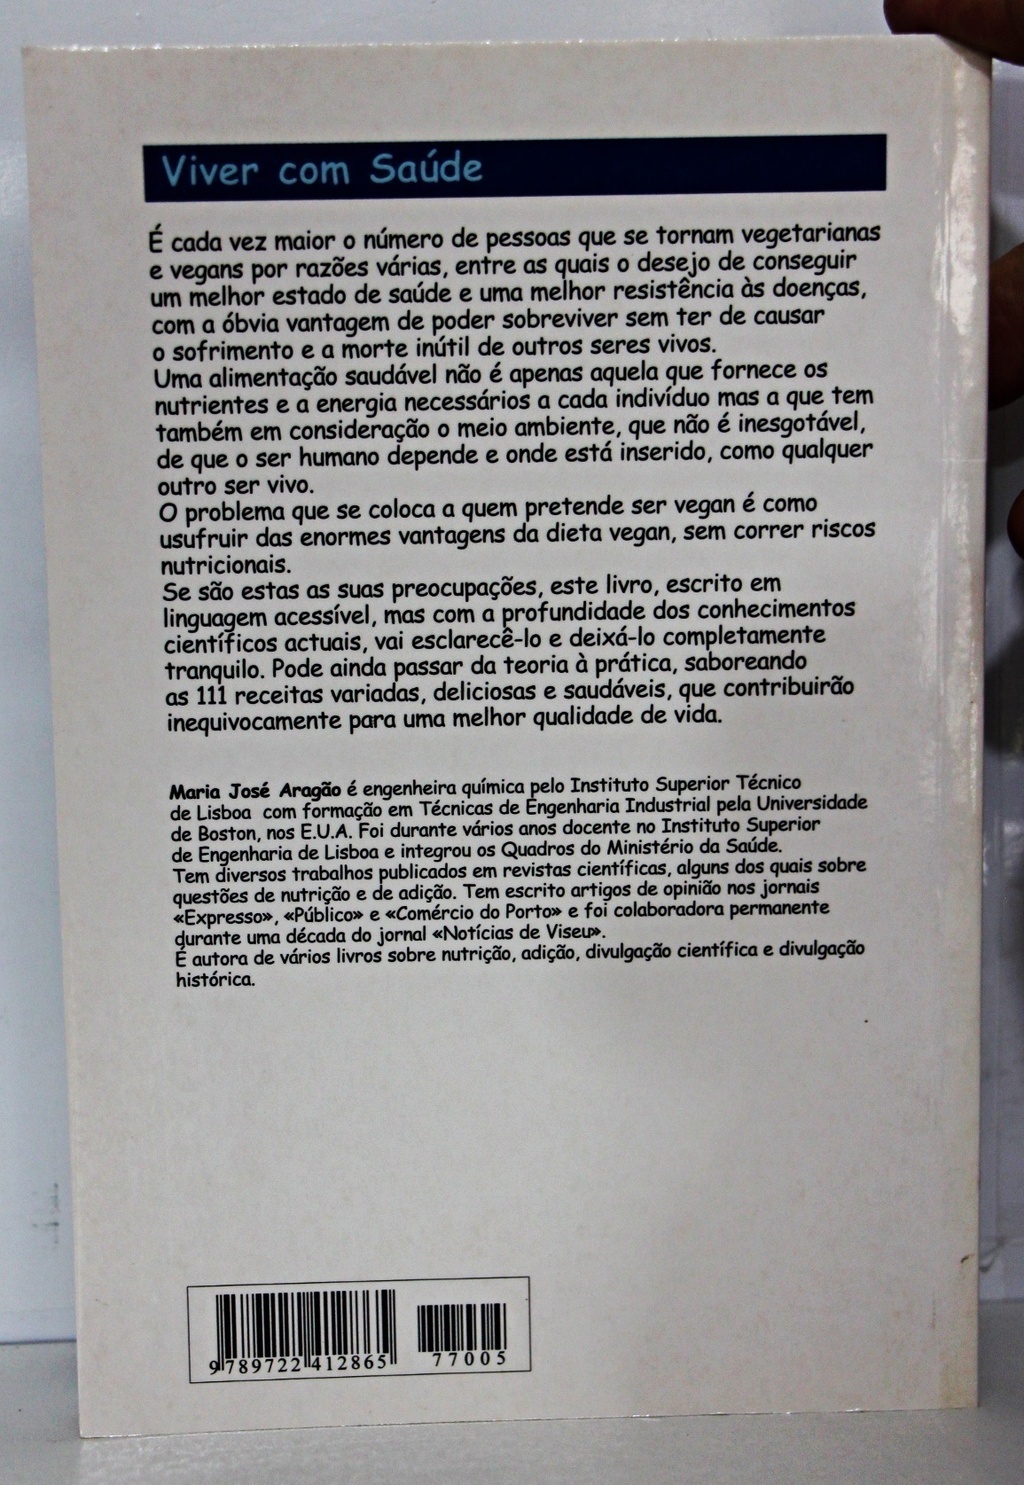 Viver com Saúde
É cada vez maior o número de pessoas que se tornam vegetarianas
e vegans por razões várias, entre as quais o desejo de conseguir
um melhor estado de saúde e uma melhor resistência às doenças,
com a óbvia vantagem de poder sobreviver sem ter de causar
o sofrimento e a morte inútil de outros seres vivos.
Uma alimentação saudável não é apenas aquela que fornece os
nutrientes e a energia necessários a cada indivíduo mas a que tem
também em consideração o meio ambiente, que não é inesgotável,
de que o ser humano depende e onde está inserido, como qualquer
outro ser vivo.
O problema que se coloca a quem pretende ser vegan é como
usufruir das enormes vantagens da dieta vegan, sem correr riscos
nutricionais.
Se são estas as suas preocupações, este livro, escrito em
linguagem acessível, mas com a profundidade dos conhecimentos
científicos actuais, vai esclarecê-lo e deixá-lo completamente
tranquilo. Pode ainda passar da teoria à prática, saboreando
as 111 receitas variadas, deliciosas e saudáveis, que contribuirão
inequivocamente para uma melhor qualidade de vida.
Maria José Aragão é engenheira química pelo Instituto Superior Técnico
de Lisboa com formação em Técnicas de Engenharia Industrial pela Universidade
de Boston, nos E.U.A. Foi durante vários anos docente no Instituto Superior
de Engenharia de Lisboa e integrou os Quadros do Ministério da Saúde.
Tem diversos trabalhos publicados em revistas científicas, alguns dos quais sobre
questões de nutrição e de adição. Tem escrito artigos de opinião nos jornais
«Expresso», «Público» e «Comércio do Porto» e foi colaboradora permanente
durante uma década do jornal «Notícias de Viseu».
É autora de vários livros sobre nutrição, adição, divulgação científica e divulgação
histórica.
9 789722 412865 77005